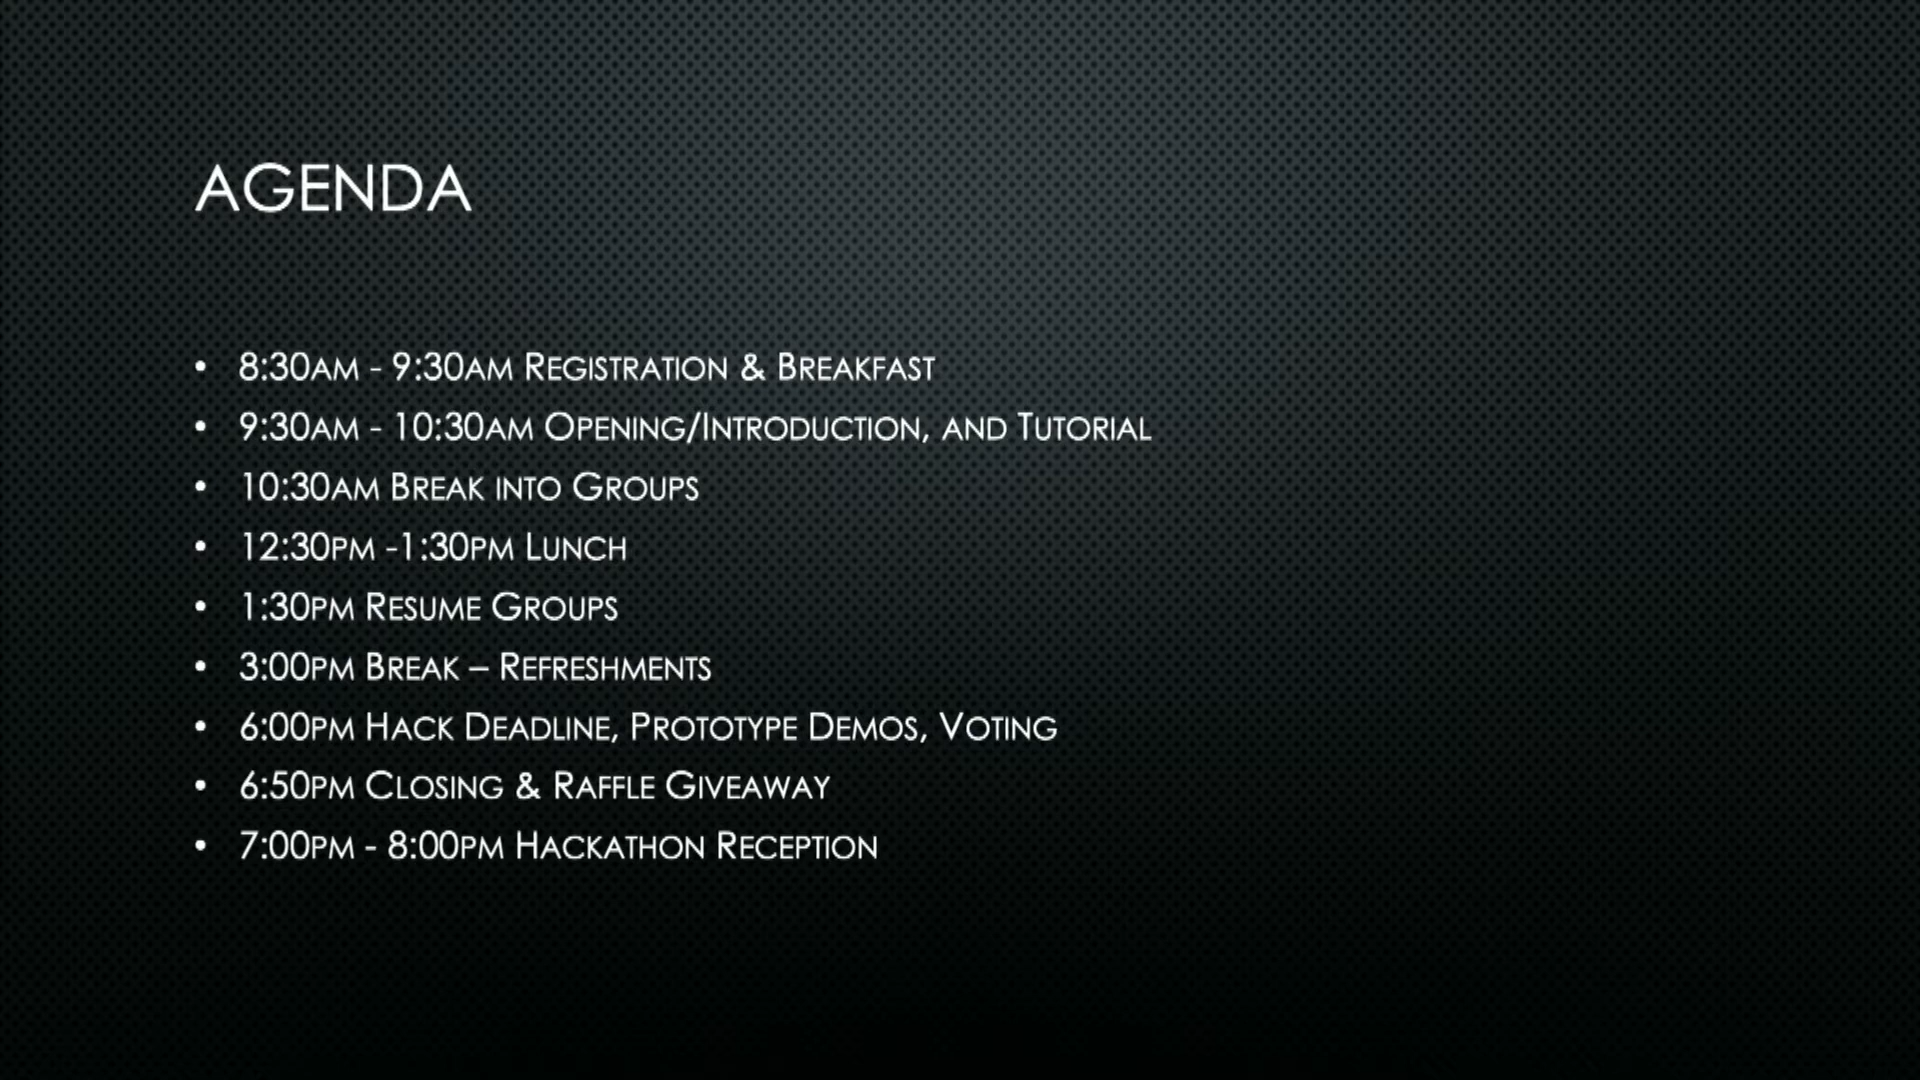 AGENDA
• 8:30AM - 9:30AM REGISTRATION & BREAKFAST
• 9:30AM - 10:30AM OPENING/INTRODUCTION, AND TUTORIAL
• 10:30AM BREAK INTO GROUPS
• 12:30PM -1:30PM LUNCH
• 1:30PM RESUME GROUPS
• 3:00PM BREAK – REFRESHMENTS
• 6:00PM HACK DEADLINE, PROTOTYPE DEMOS, VOTING
• 6:50PM CLOSING & RAFFLE GIVEAWAY
• 7:00PM - 8:00PM HACKATHON RECEPTION